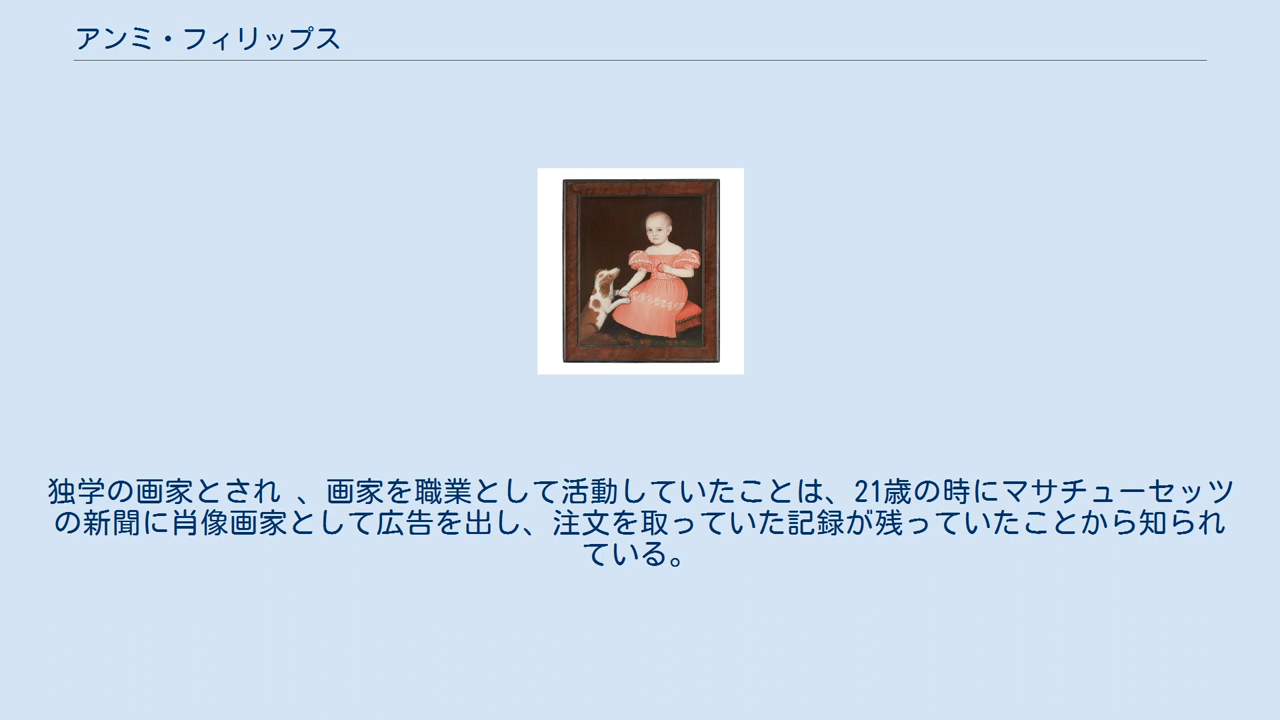 アンミ・フィリップス
独学の画家とされ 、画家を職業として活動していたことは、21歳の時にマサチューセッツ
の新聞に肖像画家として広告を出し、注文を取っていた記録が残っていたことから知られ
ている。